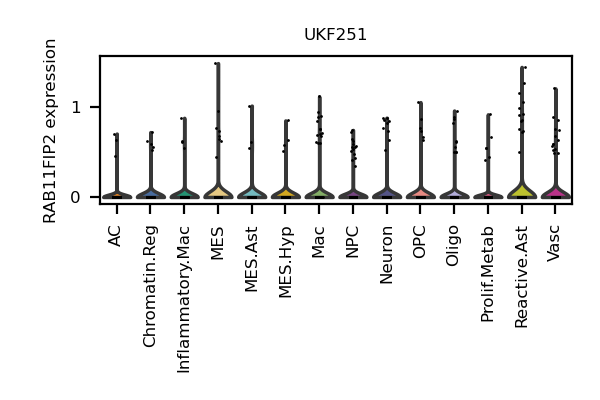 UKF251
RAB11FIP2 expression
1
0
AC
Chromatin.Reg
Inflammatory.Mac
MES
MES.Ast
MES.Hyp
Mac
NPC
Neuron
OPC
Oligo
Prolif.Metab
Reactive.Ast
Vasc